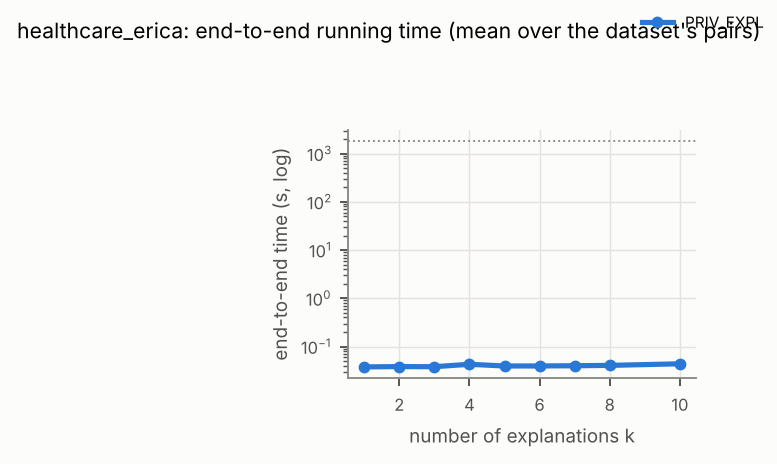 PRIV_EXPL
healthcare_erica: end-to-end running time (mean over the dataset's pairs)
end-to-end time (s, log)
10³
10²
10¹
10⁰
10⁻¹
2 4 6 8 10
number of explanations k